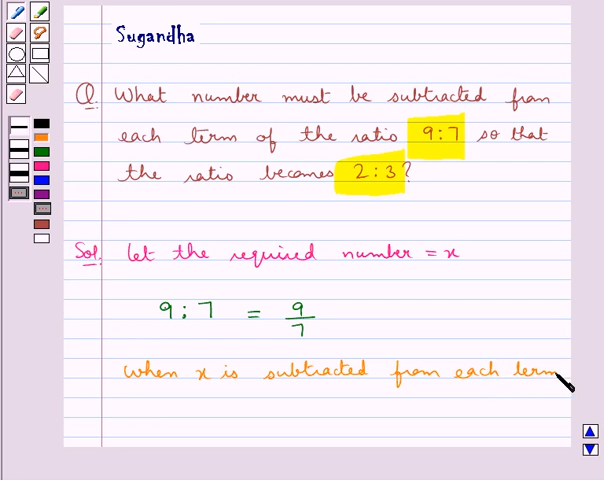 Sugandha
Q. What number must be subtracted from
each term of the ratio 9:7 so that
the ratio becomes 2:3?
Sol. Let the required number = x
9:7 = 9/7
When x is subtracted from each term